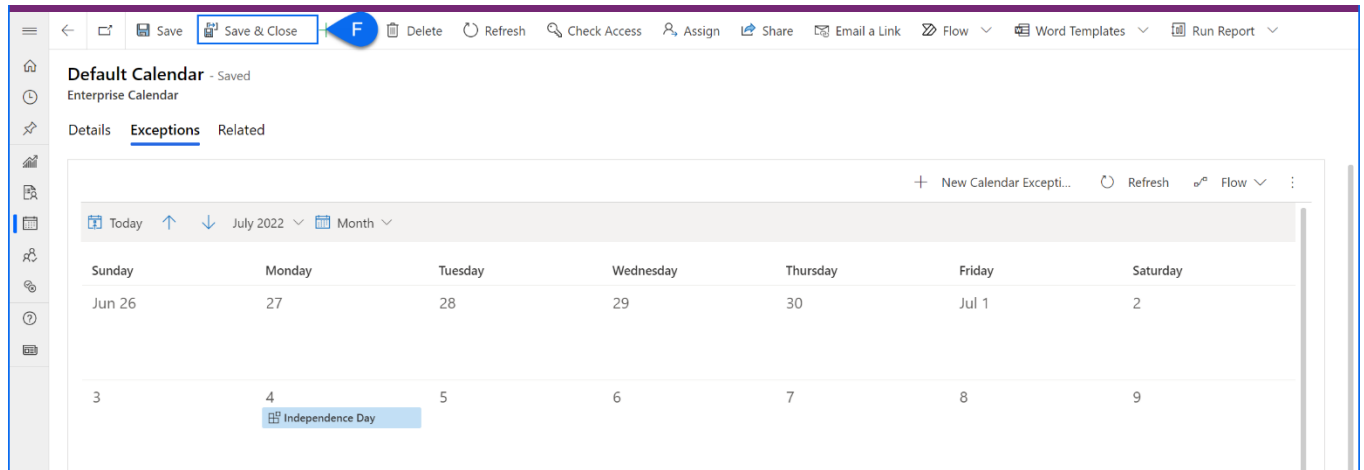 Save Save & Close F Delete Refresh Check Access Assign Share Email a Link Flow Word Templates Run Report
Default Calendar - Saved
Enterprise Calendar
Details Exceptions Related
New Calendar Excepti... Refresh Flow
Today July 2022 Month
Sunday Monday Tuesday Wednesday Thursday Friday Saturday
Jun 26 27 28 29 30 Jul 1 2
3 4 5 6 7 8 9
Independence Day